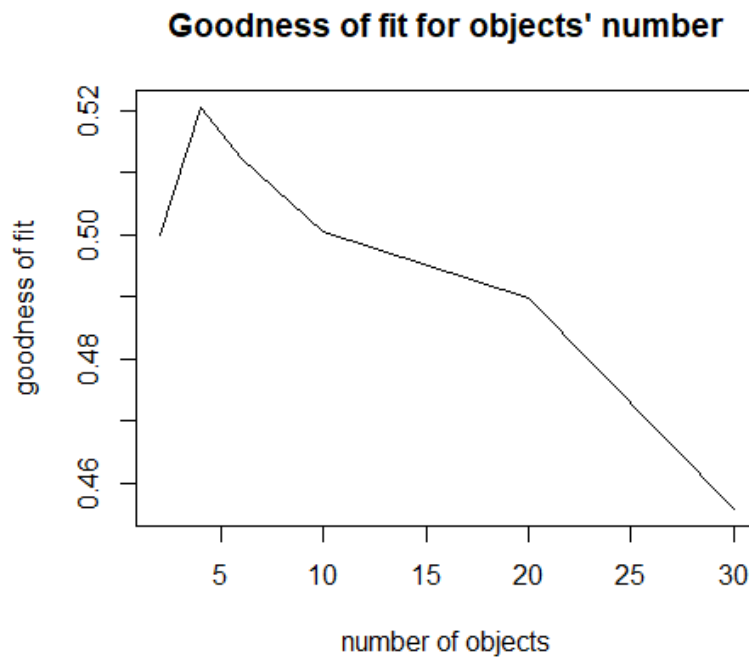 Goodness of fit for objects' number
goodness of fit
0.52
0.50
0.48
0.46
5 10 15 20 25 30
number of objects